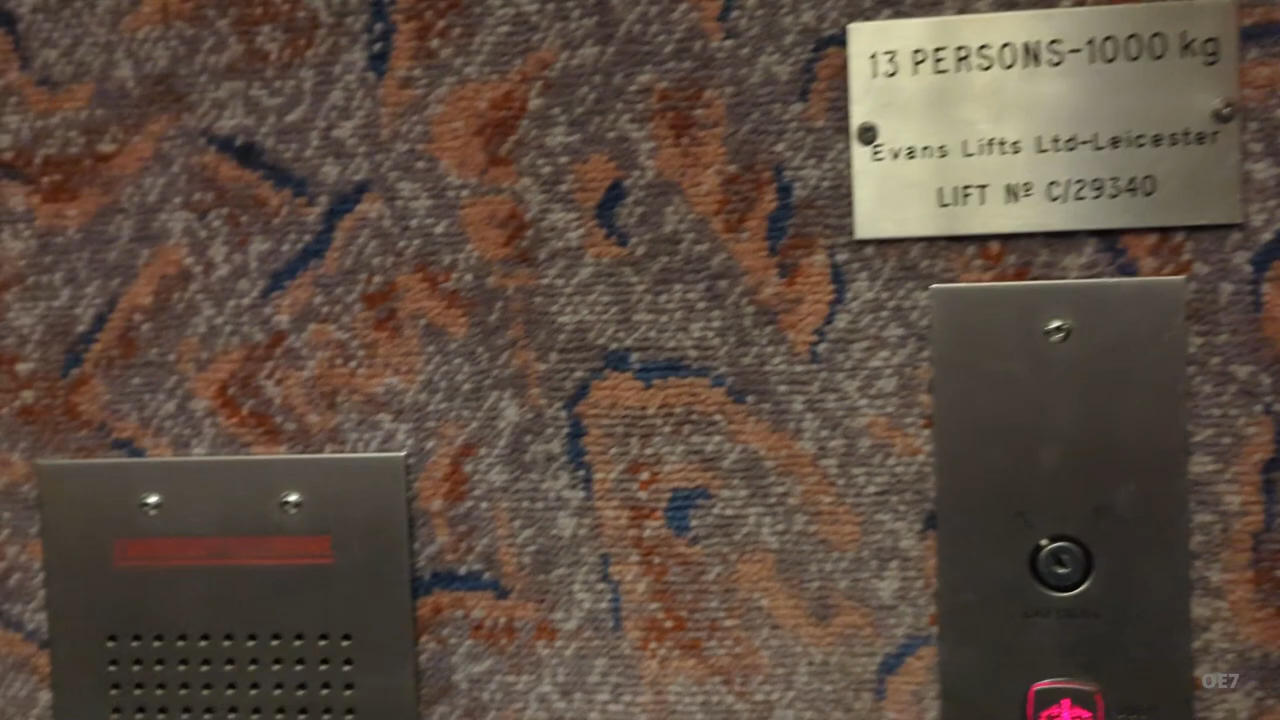 13 PERSONS-1000 kg
Evans Lifts Ltd-Leicester
LIFT Nº C/29340
OE7